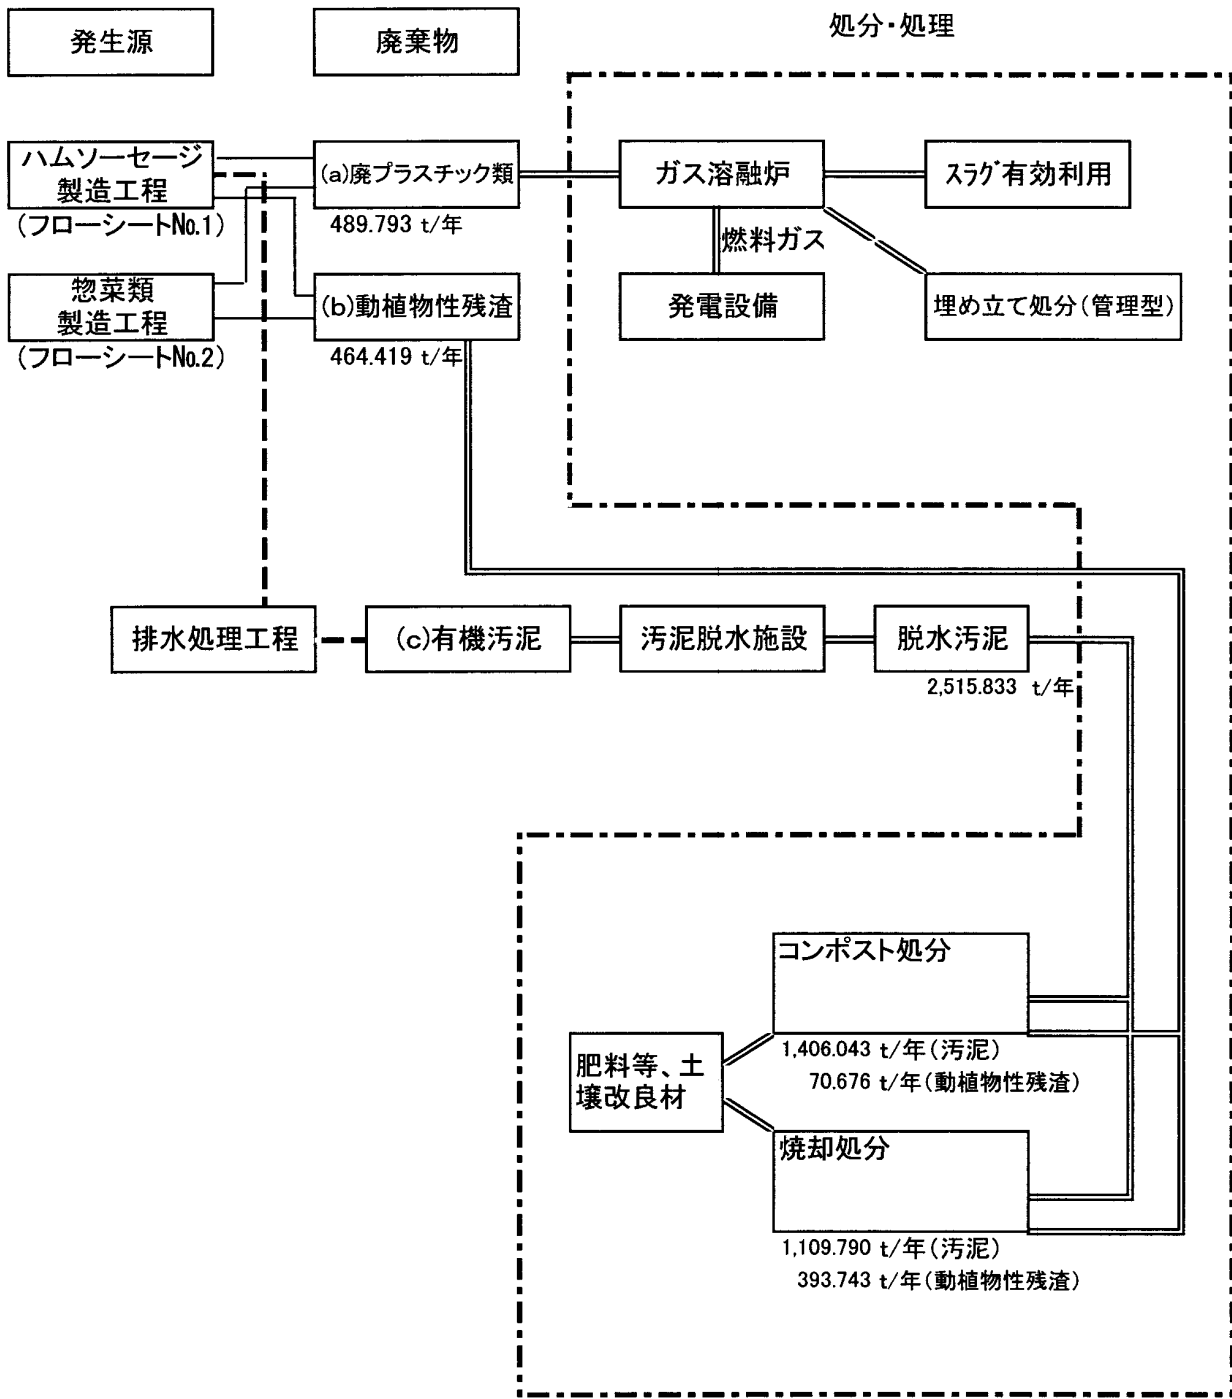 発生源
廃棄物
処分・処理
ハムソーセージ
製造工程
(フローシートNo.1)
(a)廃プラスチック類
489.793 t/年
ガス溶融炉
スラグ有効利用
燃料ガス
惣菜類
製造工程
(フローシートNo.2)
(b)動植物性残渣
464.419 t/年
発電設備
埋め立て処分(管理型)
排水処理工程
(c)有機汚泥
汚泥脱水施設
脱水汚泥
2,515.833 t/年
コンポスト処分
1,406.043 t/年(汚泥)
70.676 t/年(動植物性残渣)
肥料等、土
壌改良材
焼却処分
1,109.790 t/年(汚泥)
393.743 t/年(動植物性残渣)